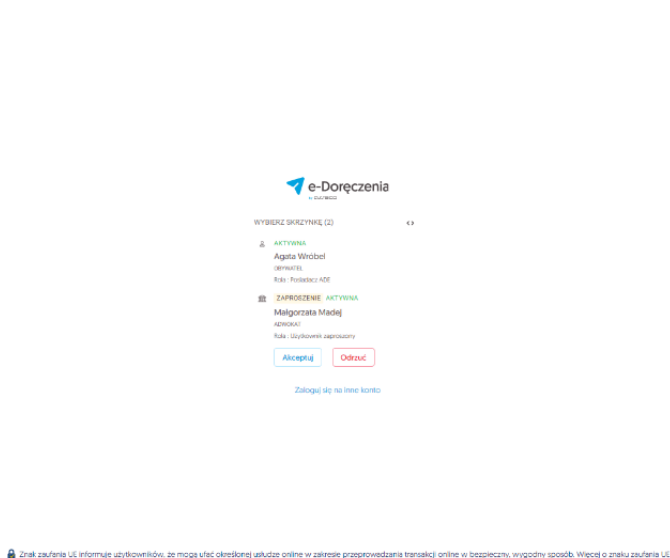 e-Doręczenia
WYBIERZ SKRZYNKĘ (2)
AKTYWNA
Agata Wróbel
OBYWATEL
Rola : Posiadacz ADE
ZAPROSZENIE AKTYWNA
Małgorzata Madej
ADWOKAT
Rola : Użytkownik zaproszony
Akceptuj Odrzuć
Zaloguj się na inne konto
Znak zaufania UE informuje użytkowników, że mogą ufać określonej usłudze online w zakresie przeprowadzania transakcji online w bezpieczny, wygodny sposób. Więcej o znaku zaufania UE